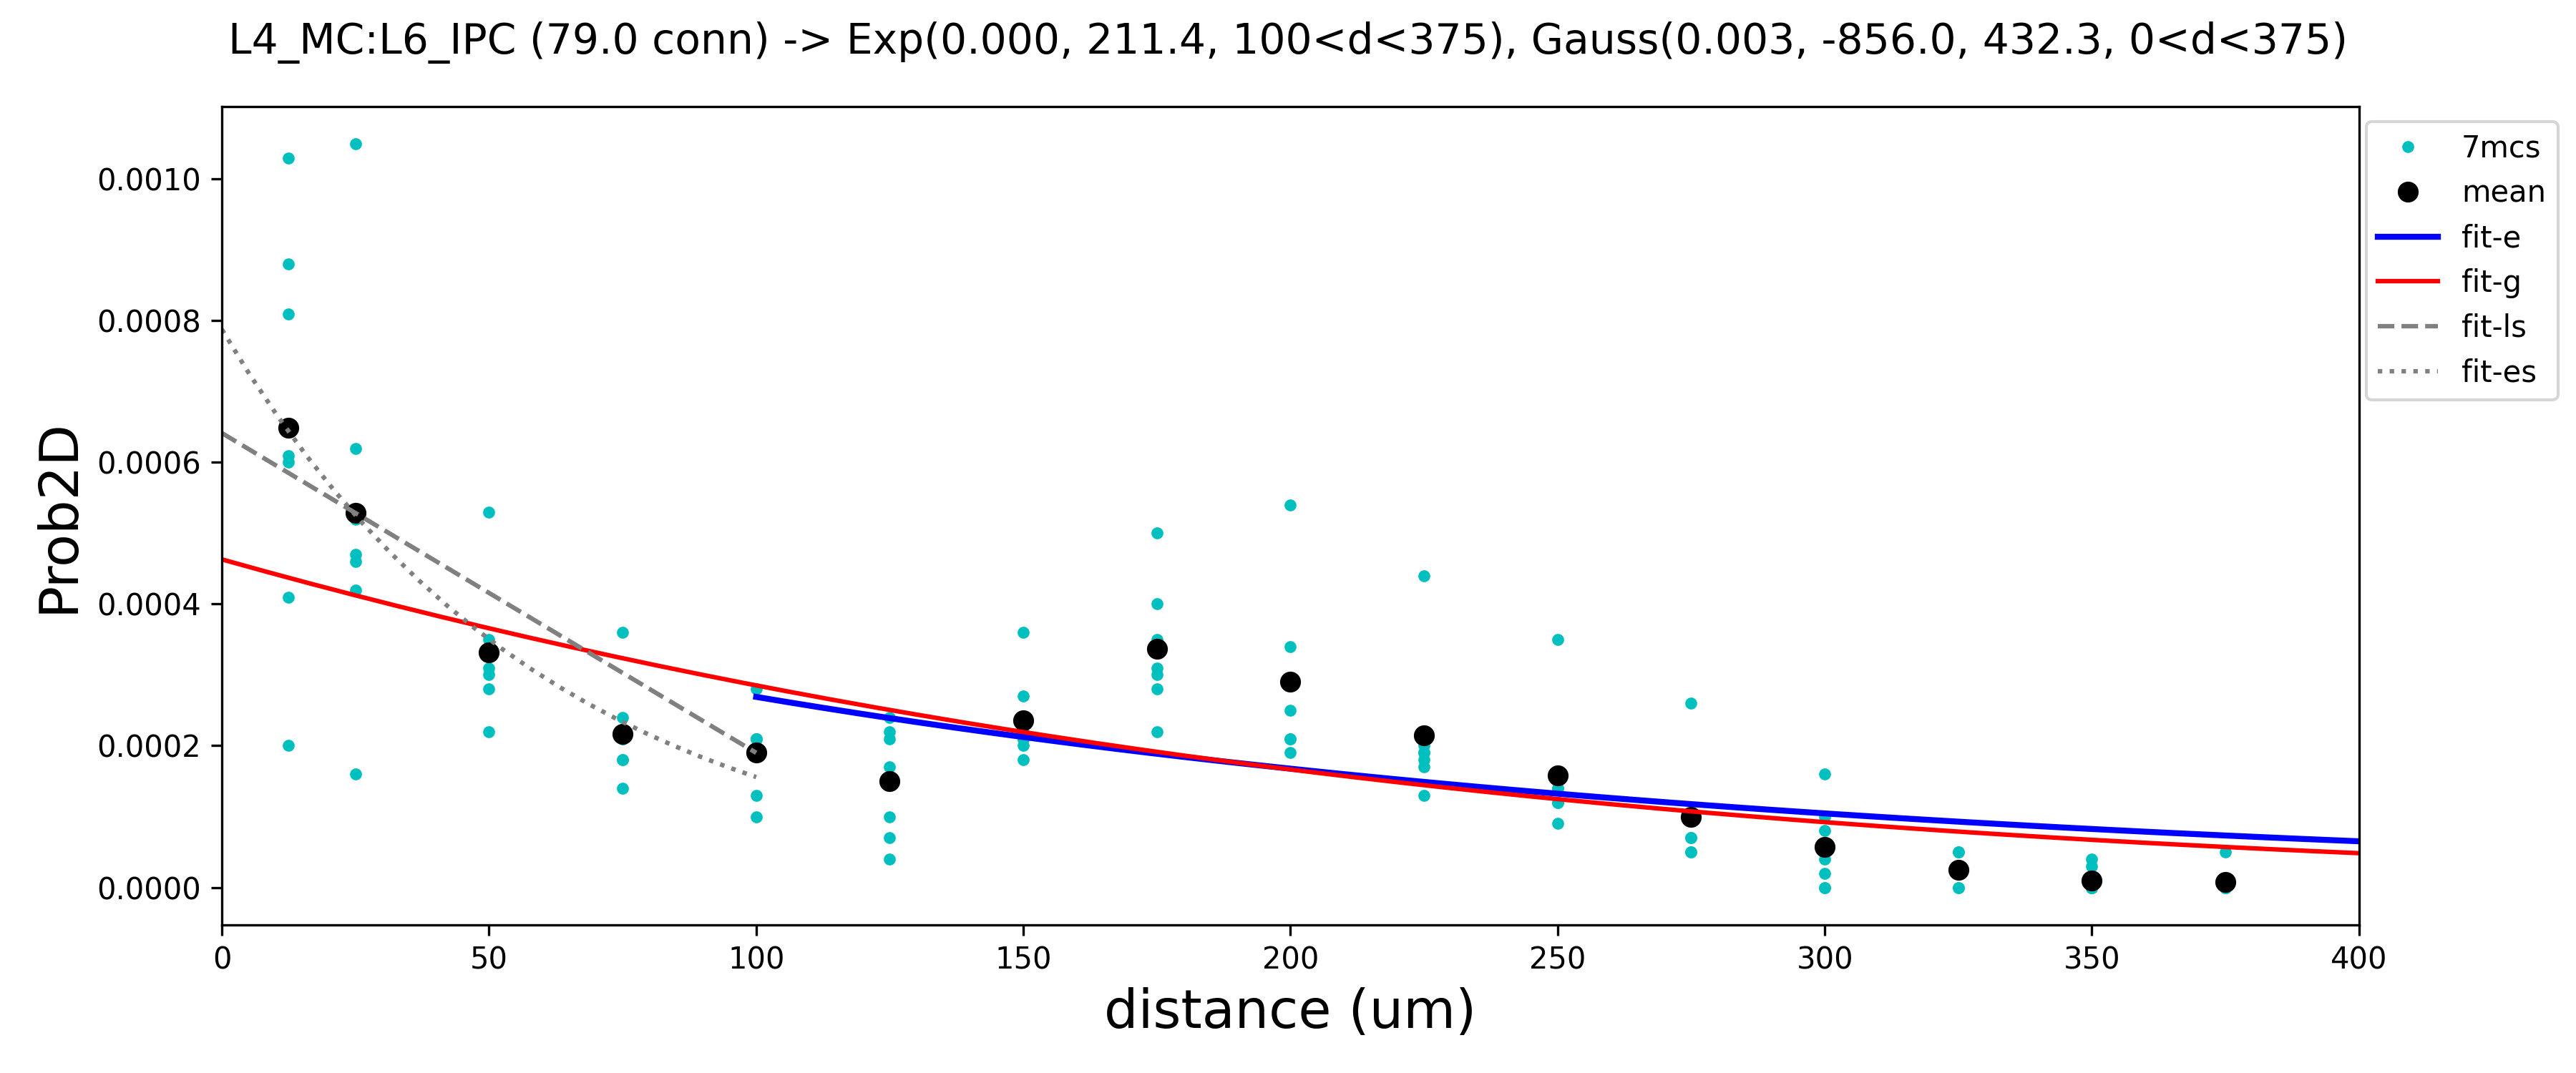 L4_MC:L6_IPC (79.0 conn) -> Exp(0.000, 211.4, 100<d<375), Gauss(0.003, -856.0, 432.3, 0<d<375)
0.0010
0.0008
0.0006
0.0004
0.0002
0.0000
Prob2D
0 50 100 150 200 250 300 350 400
distance (um)
7mcs
mean
fit-e
fit-g
fit-ls
fit-es